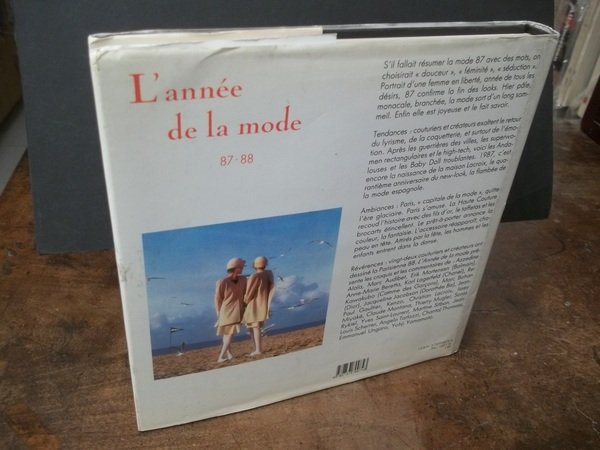 L'année
de la mode
87-88
S'il fallait résumer la mode 87 avec des mots, on
choisirait « douceur », « féminité », « séduction ».
Portrait d'une femme en liberté, année de tous les
désirs, 87 confirme la fin des looks. Hier pâle,
monacale, branchée, la mode sort d'un long som-
meil. Enfin elle est joyeuse et le fait savoir.
Tendances : couturiers et créateurs exaltent le retour
du lyrisme, de la coquetterie, et surtout de l'émo-
tion. Après les guerrières des villes, les superwo-
men rectangulaires et le high-tech, voici les Anda-
louses et les Baby Doll troublantes. 1987, c'est
encore la naissance de la maison Lacroix, le qua-
rantième anniversaire du new-look, la flambée de
la mode espagnole.
Ambiances : Paris, « capitale de la mode », quitte
l'ère glaciaire. Paris s'amuse. La Haute Couture
recoud l'histoire avec des fils d'or, le taffetas et les
brocarts étincellent. Le prêt-à-porter annonce la
couleur, la fantaisie. L'accessoire réapparaît, cha-
peau en tête. Attirés par la fête, les hommes et les
enfants entrent dans la danse.
Révérences : vingt-deux couturiers et créateurs ont
dessiné la Parisienne 88. L'Année de la mode pré-
sente les croquis et les commentaires de : Azzedine
Alaïa, Marc Audibet, Erik Mortensen (Balmain),
Anne-Marie Beretta, Karl Lagerfeld (Chanel), Rei
Kawakubo (Comme des Garçons), Marc Bohan
(Dior), Jacqueline Jacobson (Dorothée Bis), Jean-
Paul Gaultier, Kenzo, Christian Lacroix, Issey
Miyaké, Claude Montana, Thierry Mugler, Sonia
Rykiel, Yves Saint-Laurent, Martine Sitbon, Jean-
Louis Scherrer, Angelo Tarlazzi, Chantal Thomass,
Emmanuel Ungaro, Yohji Yamamoto.